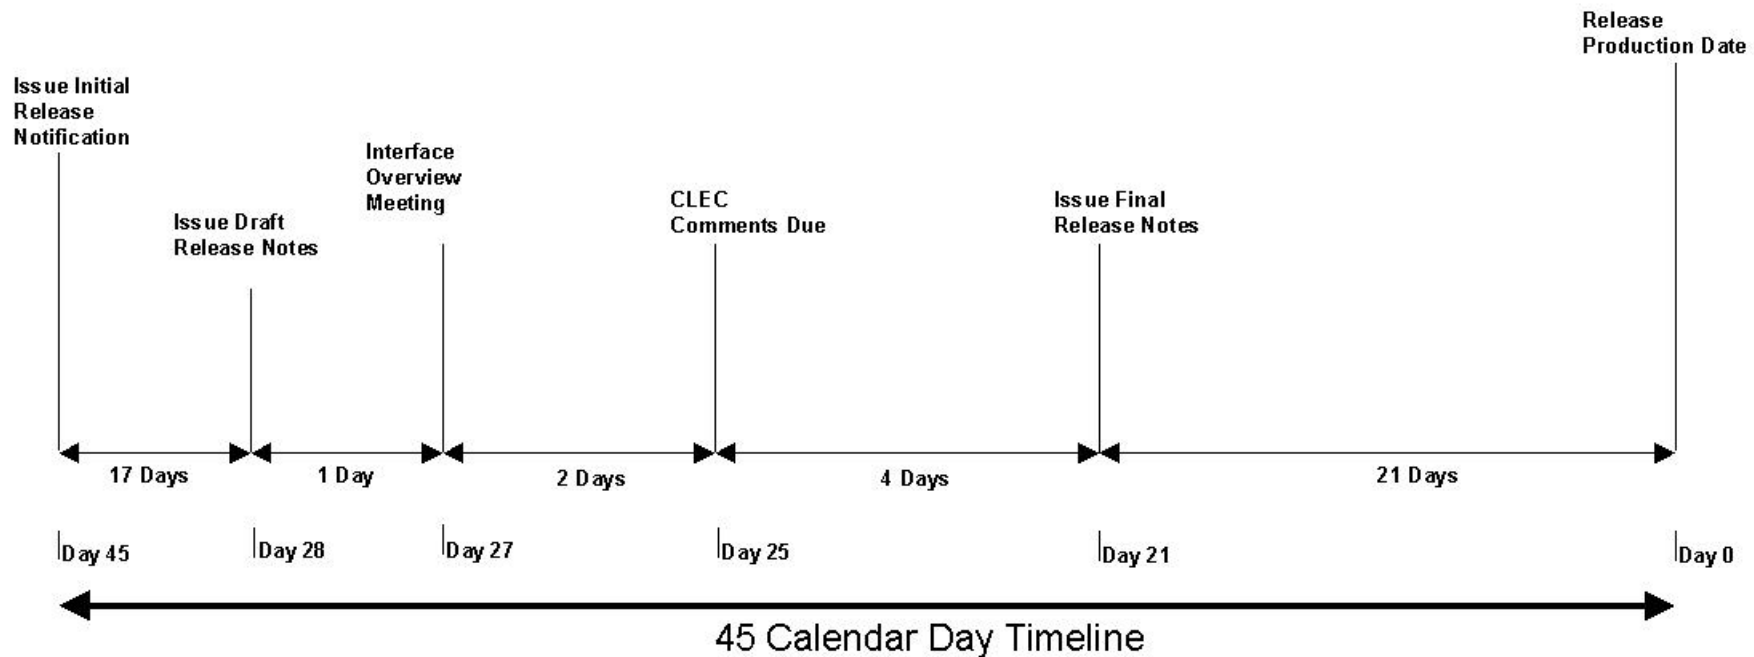 Release
Production Date
Issue Initial
Release
Notification
Interface
Overview
Meeting
Issue Draft
Release Notes
CLEC
Comments Due
Issue Final
Release Notes
17 Days
1 Day
2 Days
4 Days
21 Days
Day 45
Day 28
Day 27
Day 25
Day 21
Day 0
45 Calendar Day Timeline